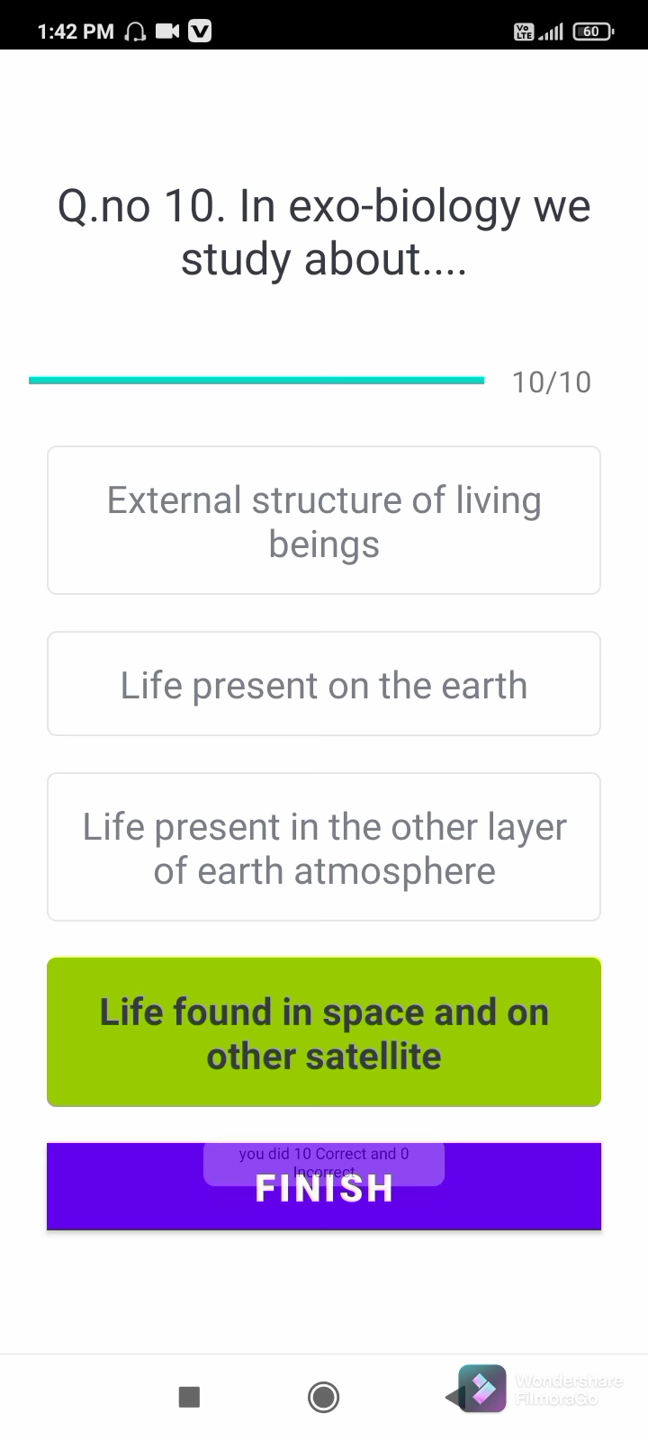 1:42 PM
Vo LTE
60
Q.no 10. In exo-biology we
study about....
10/10
External structure of living
beings
Life present on the earth
Life present in the other layer
of earth atmosphere
Life found in space and on
other satellite
you did 10 Correct and 0
Incorrect
FINISH
Wondershare
FilmoraGo